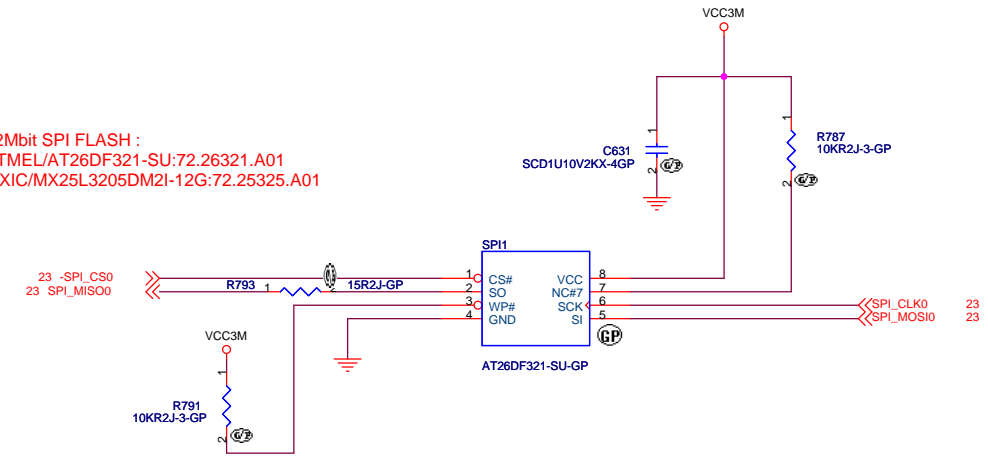 VCC3M
2Mbit SPI FLASH :
TMEL/AT26DF321-SU:72.26321.A01
XIC/MX25L3205DM2I-12G:72.25325.A01
1
C631
SCD1U10V2KX-4GP
2
G/P
1
R787
10KR2J-3-GP
2
G/P
SPI1
23 -SPI_CS0
23 SPI_MISO0
R793 1 2 15R2J-GP
1 CS# VCC 8
2 SO NC#7 7
3 WP# SCK 6
4 GND SI 5
SPI_CLK0 23
SPI_MOSI0 23
GP
AT26DF321-SU-GP
VCC3M
1
R791
10KR2J-3-GP
2
G/P